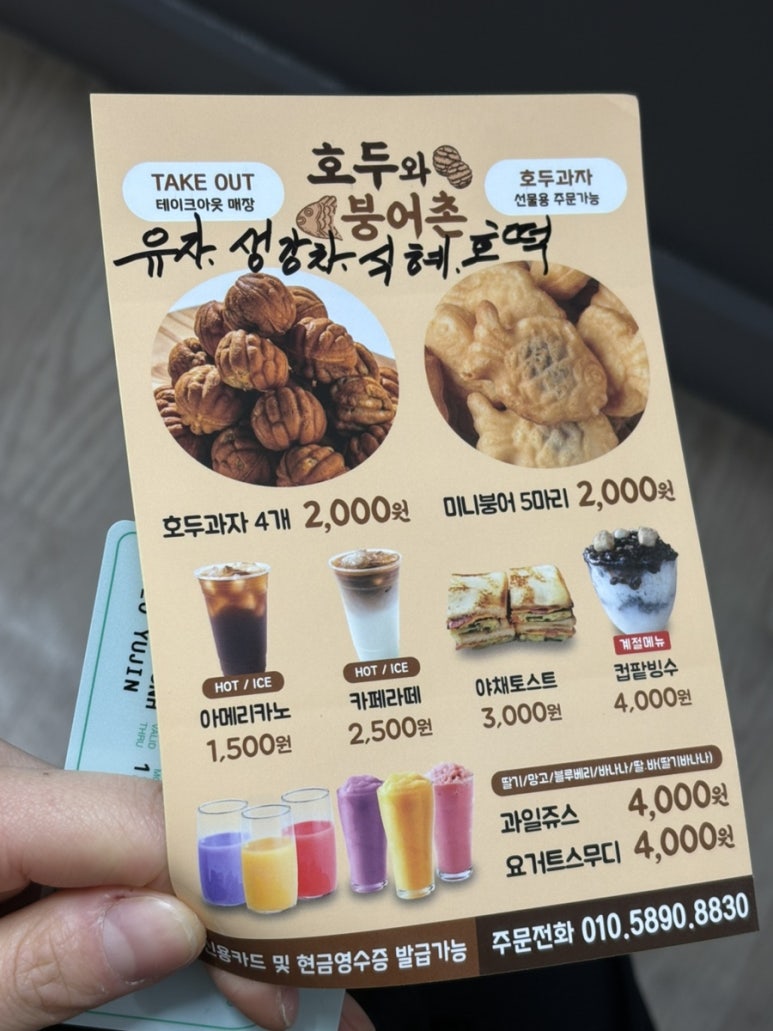 TAKE OUT
테이크아웃 매장
호두와
붕어촌
호두과자
선물용 주문가능
유자. 생강차. 식혜. 호떡
호두과자 4개 2,000원
미니붕어 5마리 2,000원
HOT / ICE
아메리카노
1,500원
HOT / ICE
카페라떼
2,500원
야채토스트
3,000원
계절메뉴
컵팥빙수
4,000원
딸기/망고/블루베리/바나나/딸.바(딸기바나나)
과일쥬스 4,000원
요거트스무디 4,000원
신용카드 및 현금영수증 발급가능
주문전화 010.5890.8830
YUJIN
VALID
THRU